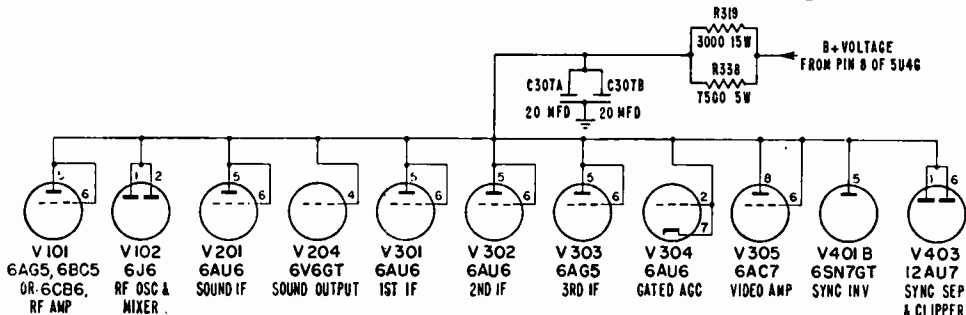 R319
3000 15W
R338
7500 5W
B+ VOLTAGE
FROM PIN 8 OF 5U4G
C307A C307B
20 MFD 20 MFD
5 6
1 2
5 6
4
5 6
5 6
5 6
2 7
8 6
5
1 6
V101
6AG5, 6BC5
OR 6CB6,
RF AMP
V102
6J6
RF OSC &
MIXER
V201
6AU6
SOUND IF
V204
6V6GT
SOUND OUTPUT
V301
6AU6
1ST IF
V302
6AU6
2ND IF
V303
6AG5
3RD IF
V304
6AU6
GATED AGC
V305
6AC7
VIDEO AMP
V401B
6SN7GT
SYNC INV
V403
12AU7
SYNC SEP
& CLIPPER